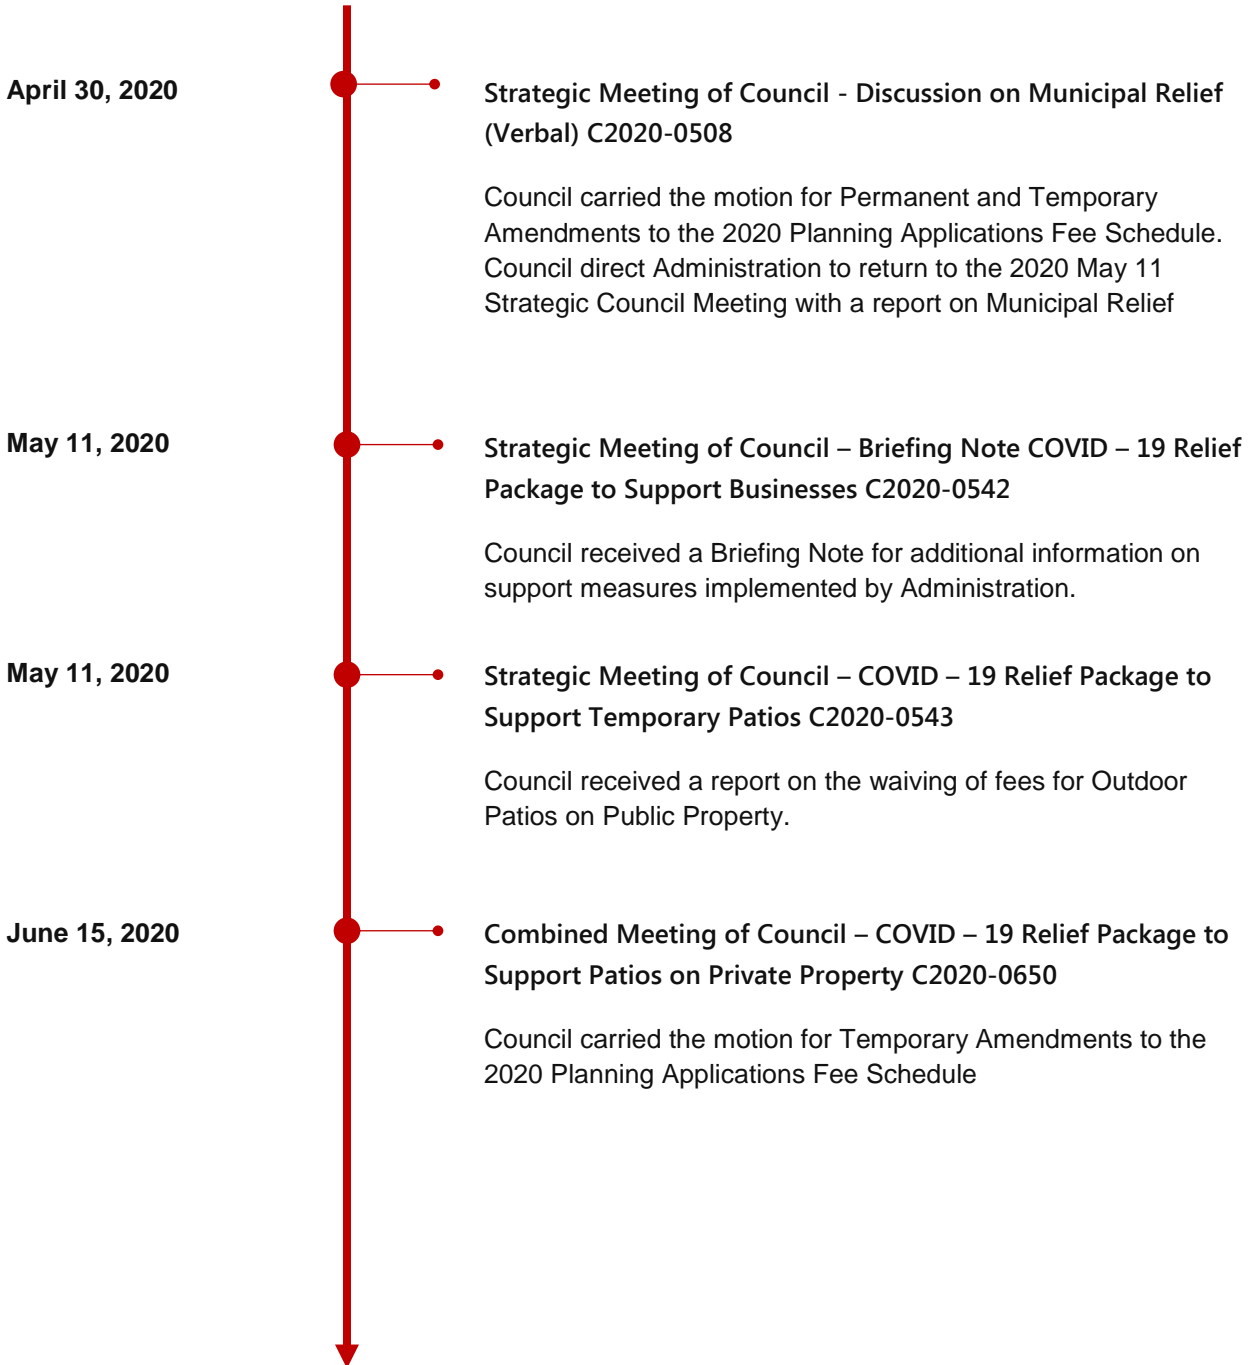 April 30, 2020
Strategic Meeting of Council - Discussion on Municipal Relief
(Verbal) C2020-0508
Council carried the motion for Permanent and Temporary
Amendments to the 2020 Planning Applications Fee Schedule.
Council direct Administration to return to the 2020 May 11
Strategic Council Meeting with a report on Municipal Relief
May 11, 2020
Strategic Meeting of Council – Briefing Note COVID – 19 Relief
Package to Support Businesses C2020-0542
Council received a Briefing Note for additional information on
support measures implemented by Administration.
May 11, 2020
Strategic Meeting of Council – COVID – 19 Relief Package to
Support Temporary Patios C2020-0543
Council received a report on the waiving of fees for Outdoor
Patios on Public Property.
June 15, 2020
Combined Meeting of Council – COVID – 19 Relief Package to
Support Patios on Private Property C2020-0650
Council carried the motion for Temporary Amendments to the
2020 Planning Applications Fee Schedule